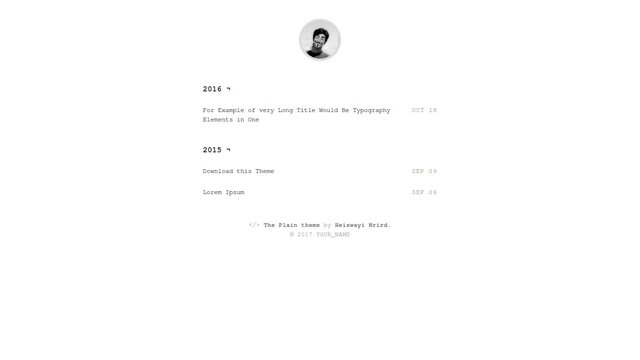 2016 ¬
For Example of very Long Title Would Be Typography OCT 18
Elements in One
2015 ¬
Download this Theme SEP 09
Lorem Ipsum SEP 06
</> The Plain theme by Heiswayi Nrird.
© 2017 YOUR_NAME